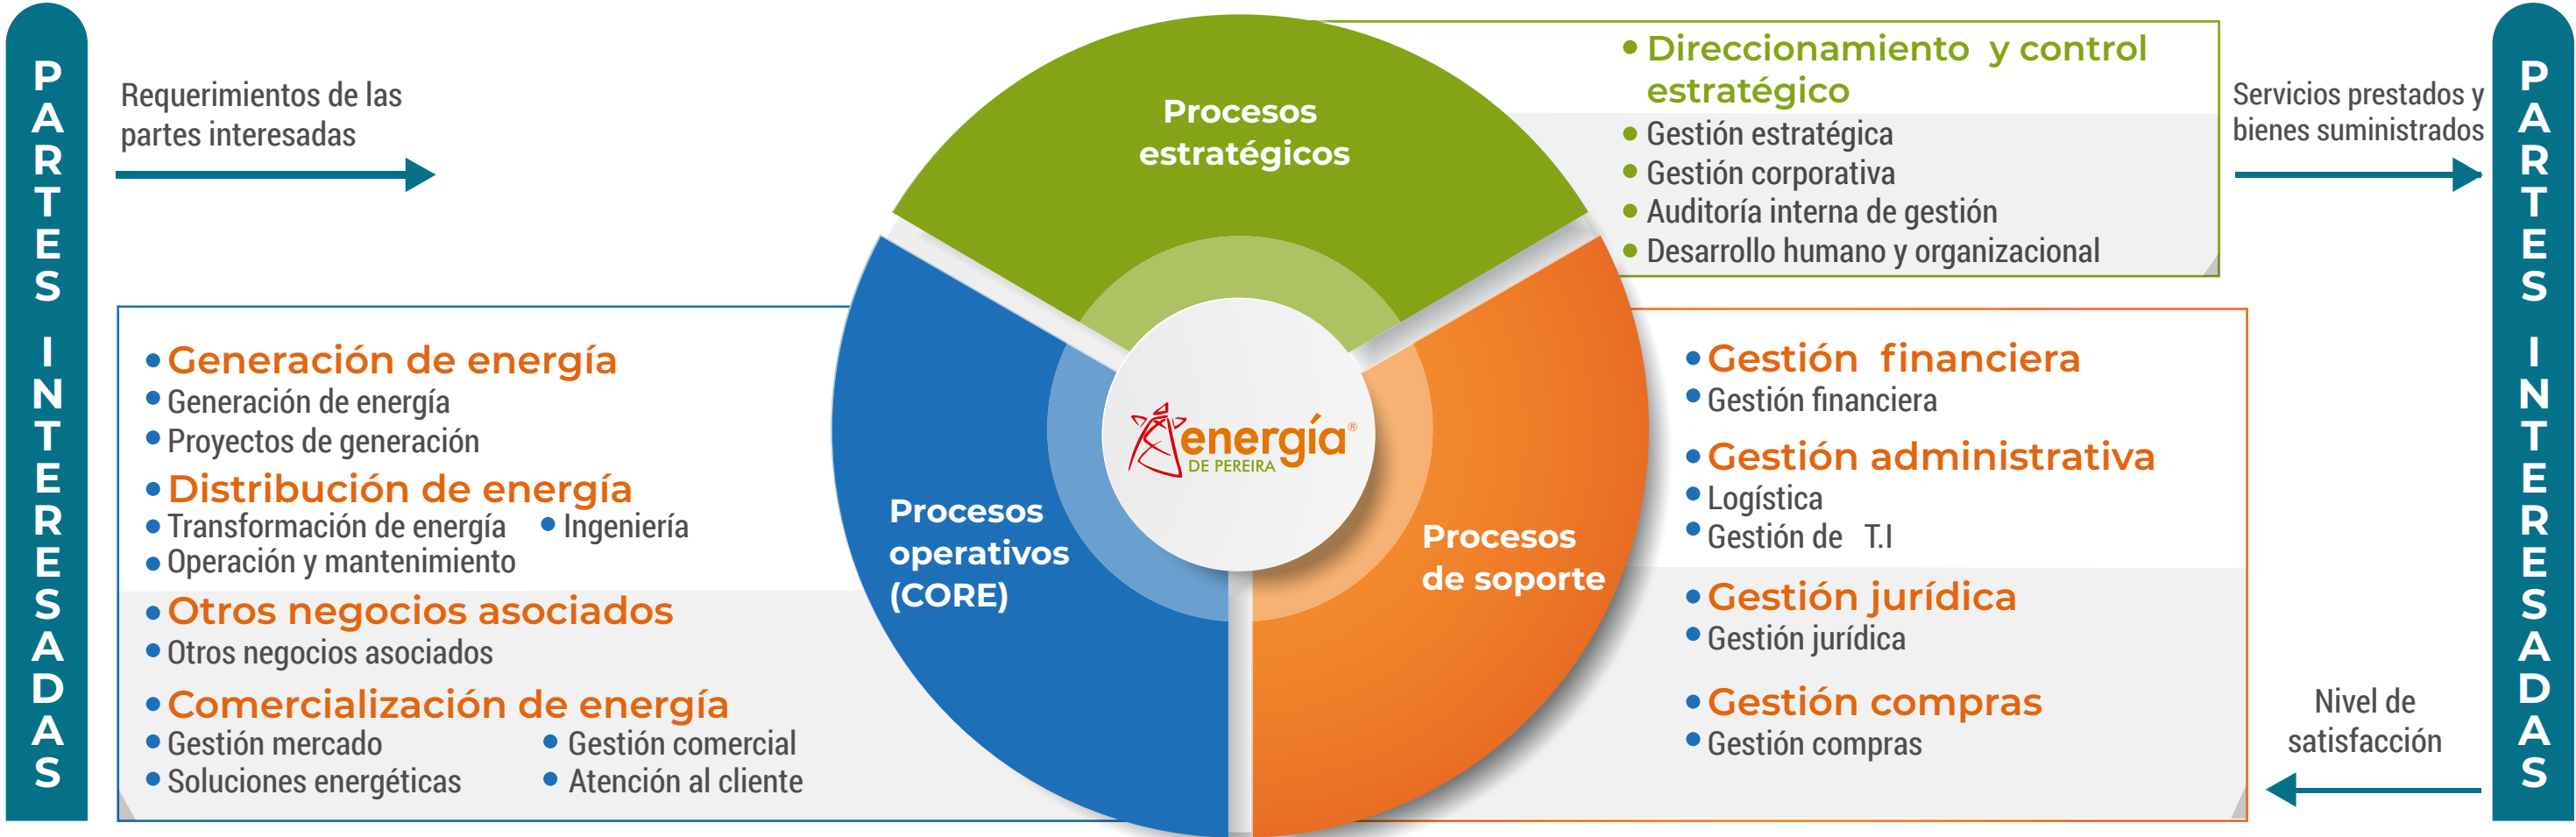 PARTES INTERESADAS
Requerimientos de las
partes interesadas
Procesos
estratégicos
• Direccionamiento y control
estratégico
• Gestión estratégica
• Gestión corporativa
• Auditoría interna de gestión
• Desarrollo humano y organizacional
Servicios prestados y
bienes suministrados
PARTES INTERESADAS
• Generación de energía
• Generación de energía
• Proyectos de generación
• Distribución de energía
• Transformación de energía • Ingeniería
• Operación y mantenimiento
• Otros negocios asociados
• Otros negocios asociados
• Comercialización de energía
• Gestión mercado • Gestión comercial
• Soluciones energéticas • Atención al cliente
Procesos
operativos
(CORE)
energía®
DE PEREIRA
Procesos
de soporte
• Gestión financiera
• Gestión financiera
• Gestión administrativa
• Logística
• Gestión de T.I
• Gestión jurídica
• Gestión jurídica
• Gestión compras
• Gestión compras
Nivel de
satisfacción